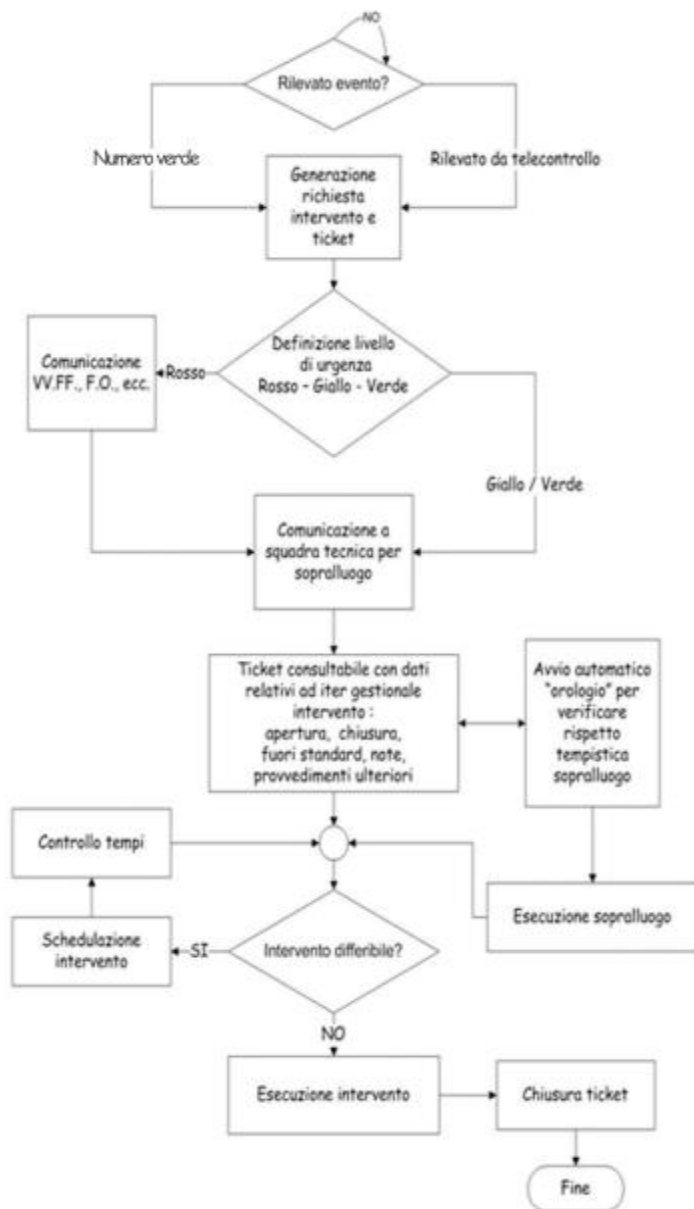 NO
Rilevato evento?
Numero verde
Rilevato da telecontrollo
Generazione
richiesta
intervento e
ticket
Definizione livello
di urgenza
Rosso - Giallo - Verde
Rosso
Comunicazione
VV.FF., F.O., ecc.
Giallo / Verde
Comunicazione a
squadra tecnica per
sopralluogo
Ticket consultabile con dati
relativi ad iter gestionale
intervento :
apertura, chiusura,
fuori standard, note,
provvedimenti ulteriori
Avvio automatico
"orologio" per
verificare
rispetto
tempistica
sopralluogo
Controllo tempi
Esecuzione sopralluogo
Schedulazione
intervento
SI
Intervento differibile?
NO
Esecuzione intervento
Chiusura ticket
Fine